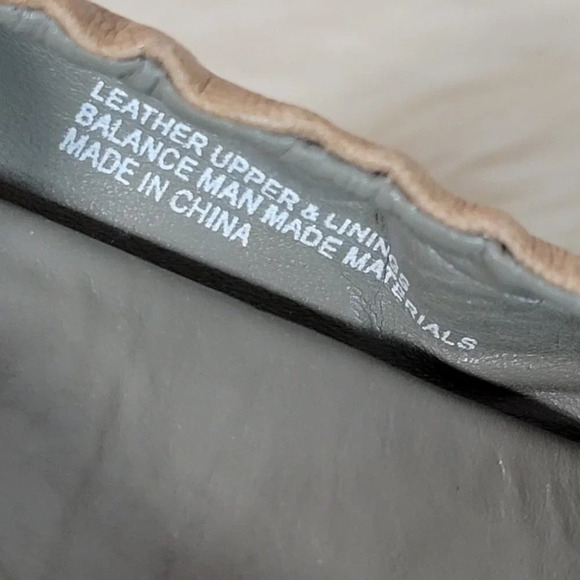 LEATHER UPPER & LININGS
BALANCE MAN MADE MATERIALS
MADE IN CHINA